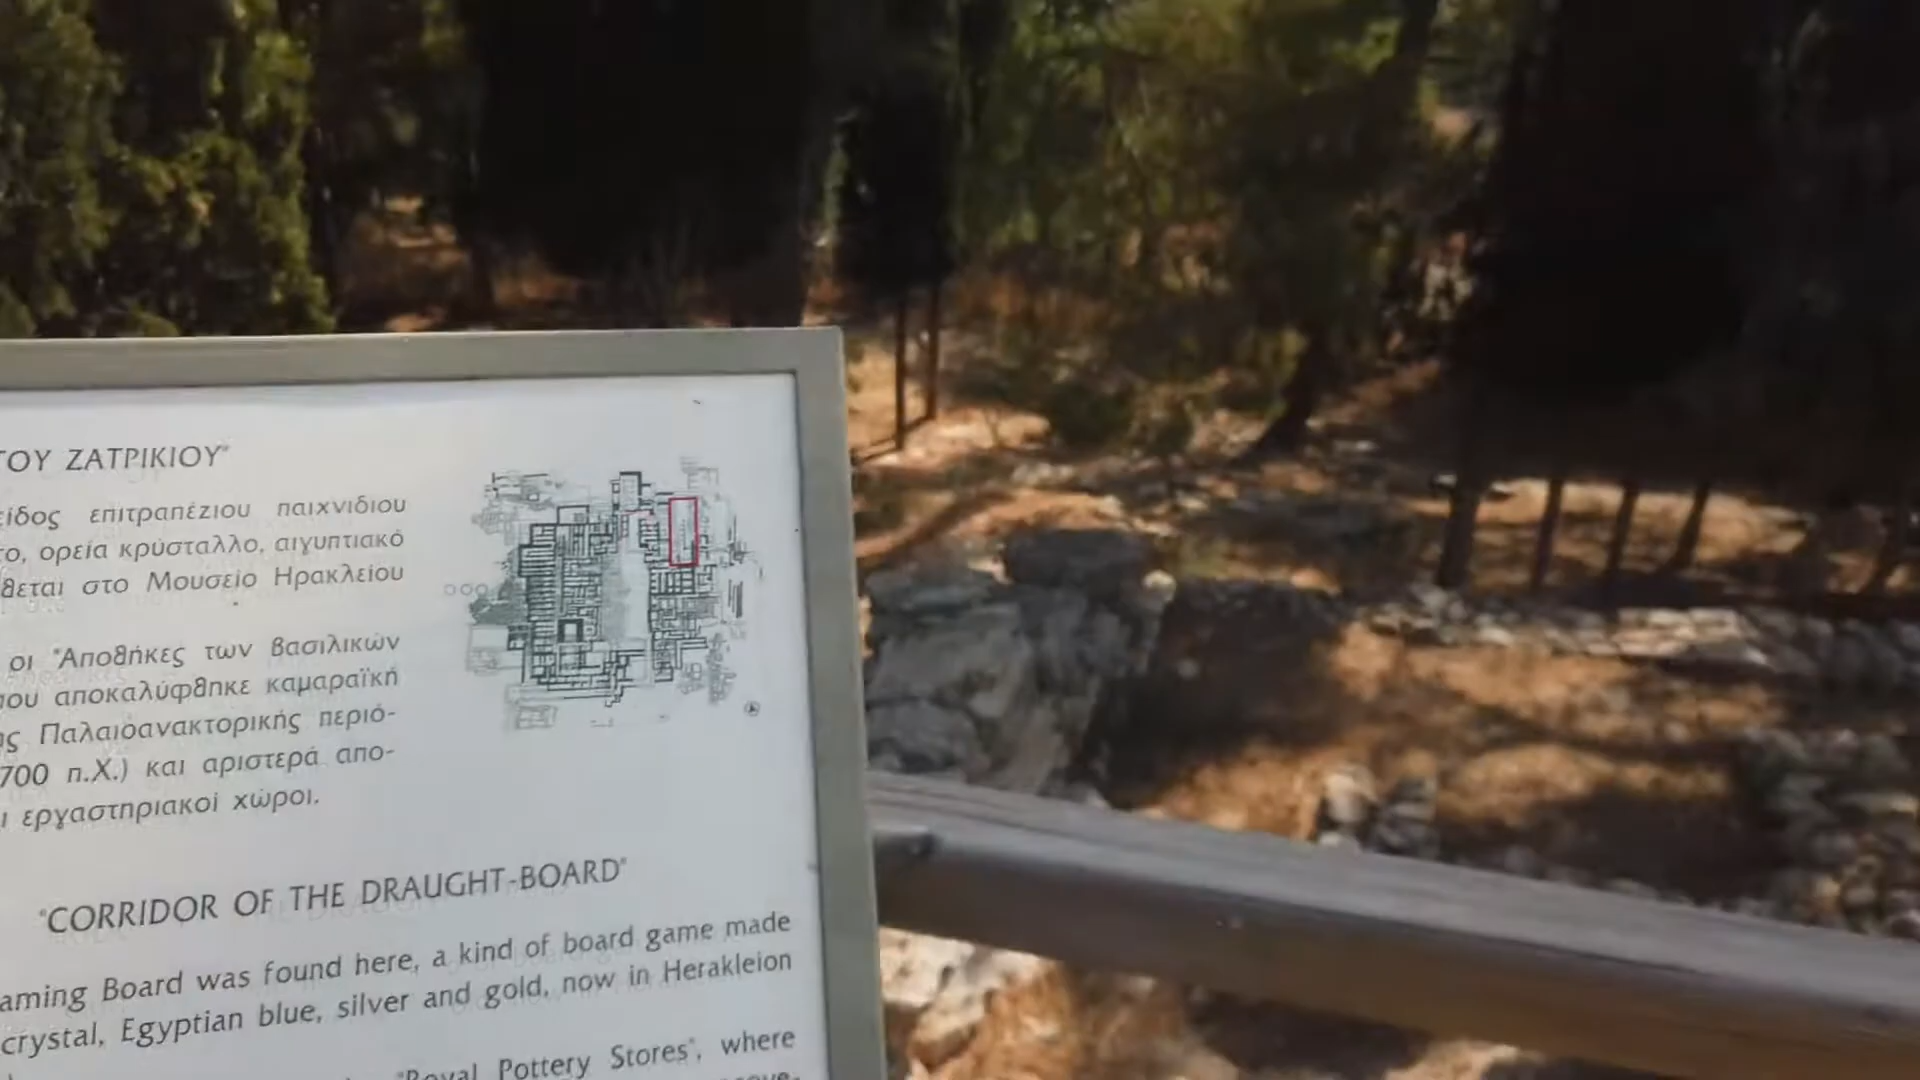 ΤΟΥ ΖΑΤΡΙΚΙΟΥ"
είδος επιτραπέζιου παιχνιδιου
ορεία κρύσταλλο, αιγυπτιακό
στο Μουσείο Ηρακλείου
οι "Αποθήκες των Βασιλικών
που αποκαλύφθηκε καμαραϊκή
Παλαιοανακτορικής περιό-
700 π.Χ.) και αριστερά απο-
εργαστηριακοί χώροι.
"CORRIDOR OF THE DRAUGHT-BOARD"
aming Board was found here, a kind of board game made
crystal, Egyptian blue, silver and gold, now in Herakleion
"Royal Pottery Stores", where